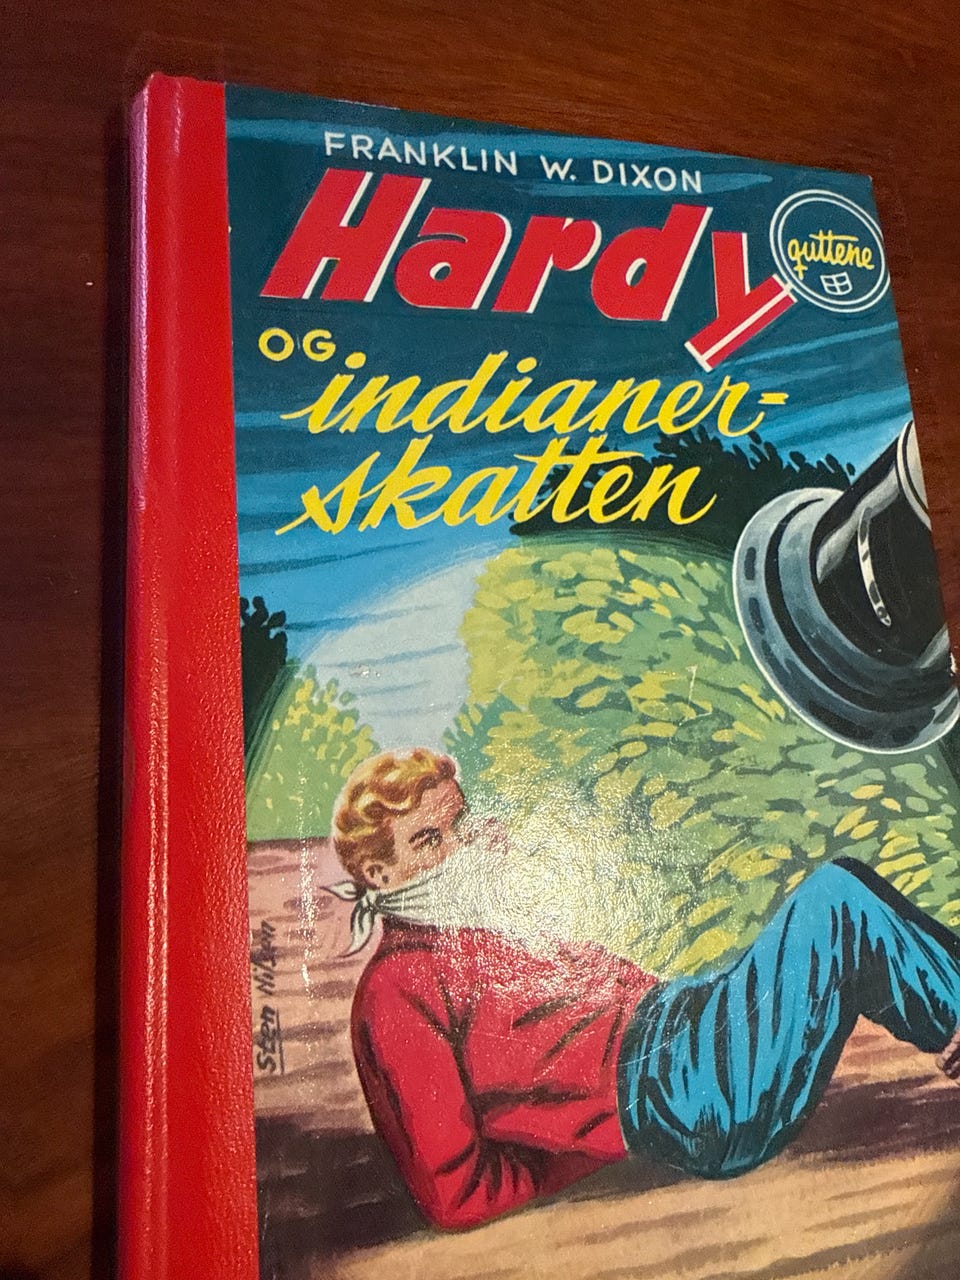 FRANKLIN W. DIXON
Hardy
guttene
OG
indianer-
skatten
Sten Nilsen